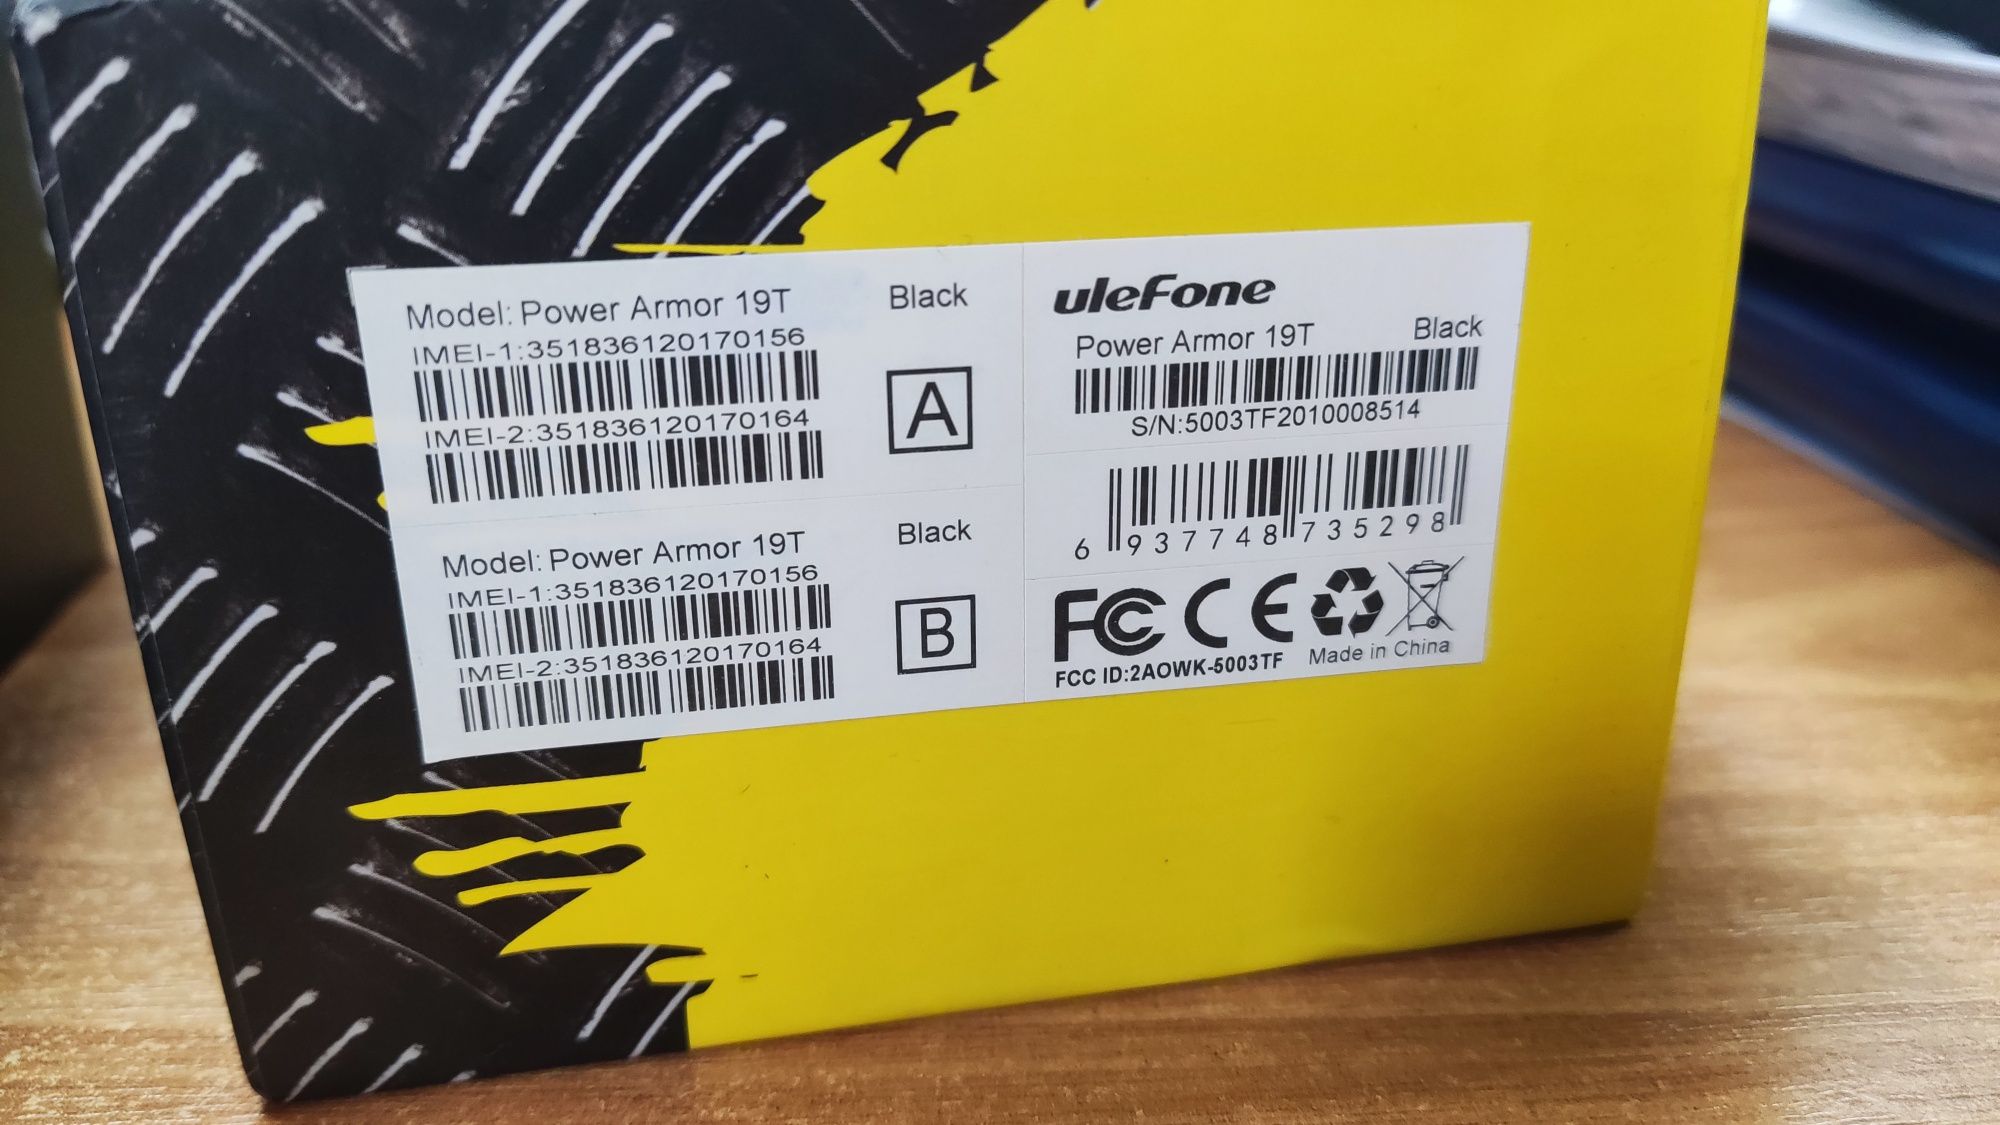 Model: Power Armor 19T
Black
IMEI-1:351836120170156
IMEI-2:351836120170164
A
Model: Power Armor 19T
Black
IMEI-1:351836120170156
IMEI-2:351836120170164
B
uleFone
Power Armor 19T
Black
S/N:5003TF2010008514
6 937748 735298
FC CE
FCC ID:2AOWK-5003TF
Made in China